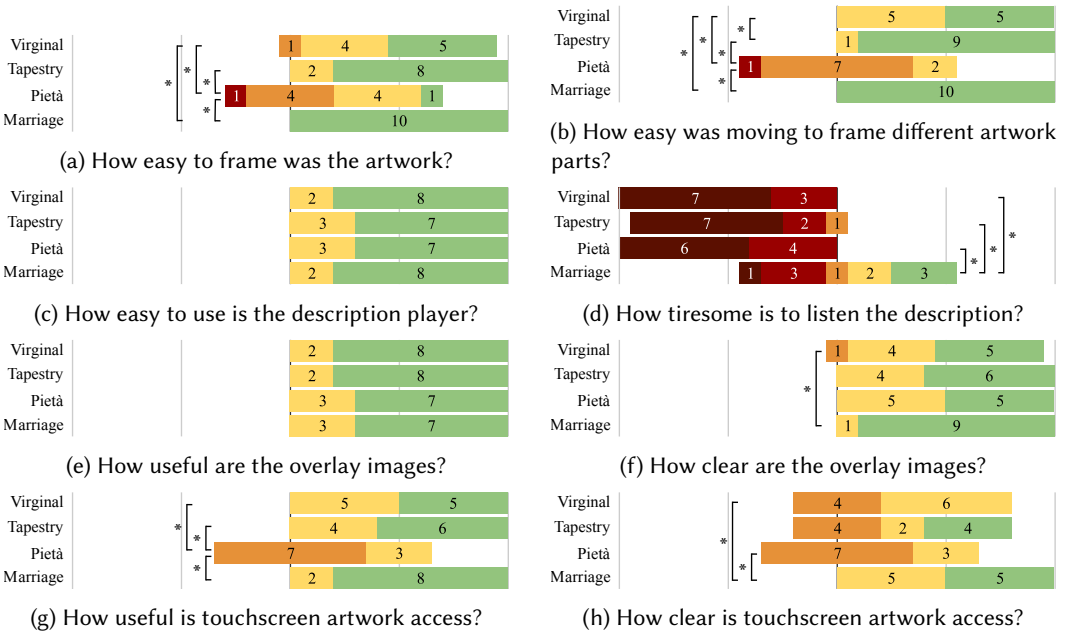 Virginal 1 4 5
Tapestry 2 8
Pietà 1 4 4 1
Marriage 10
* * * *
(a) How easy to frame was the artwork?
Virginal 5 5
Tapestry 1 9
Pietà 1 7 2
Marriage 10
* * * * *
(b) How easy was moving to frame different artwork
parts?
Virginal 2 8
Tapestry 3 7
Pietà 3 7
Marriage 2 8
(c) How easy to use is the description player?
Virginal 7 3
Tapestry 7 2 1
Pietà 6 4
Marriage 1 3 1 2 3
* * *
(d) How tiresome is to listen the description?
Virginal 2 8
Tapestry 2 8
Pietà 3 7
Marriage 3 7
(e) How useful are the overlay images?
Virginal 1 4 5
Tapestry 4 6
Pietà 5 5
Marriage 1 9
*
(f) How clear are the overlay images?
Virginal 5 5
Tapestry 4 6
Pietà 7 3
Marriage 2 8
* * *
(g) How useful is touchscreen artwork access?
Virginal 4 6
Tapestry 4 2 4
Pietà 7 3
Marriage 5 5
* *
(h) How clear is touchscreen artwork access?